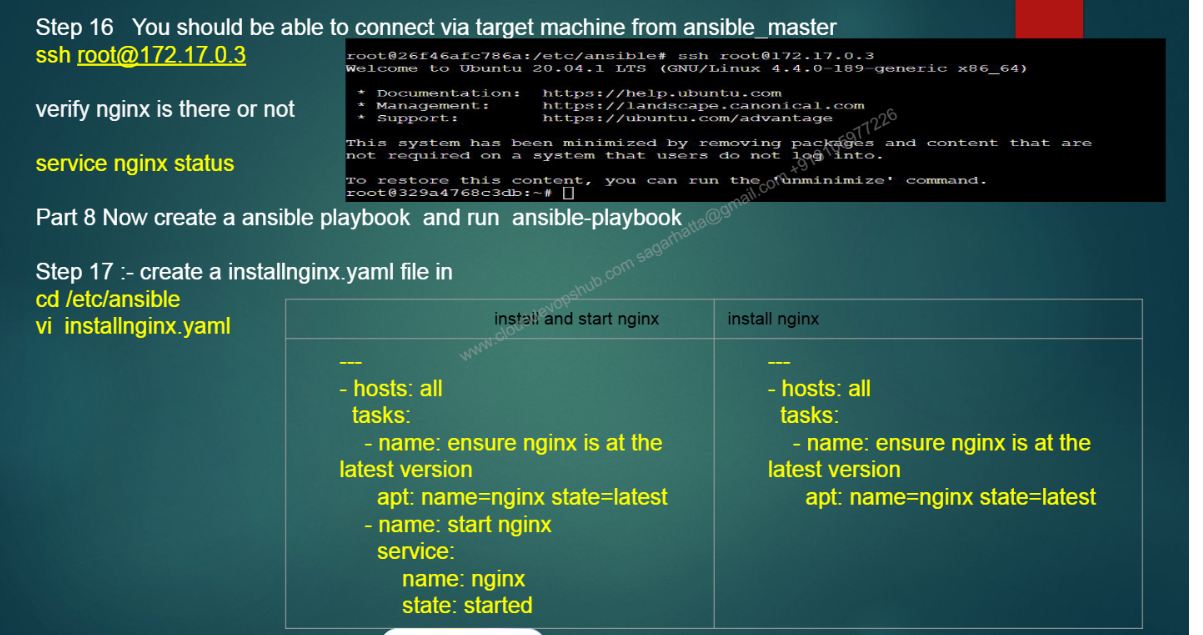 Step 16 You should be able to connect via target machine from ansible_master
ssh root@172.17.0.3
root@26f46afc786a:/etc/ansible# ssh root@172.17.0.3
Welcome to Ubuntu 20.04.1 LTS (GNU/Linux 4.4.0-189-generic x86_64)
* Documentation: https://help.ubuntu.com
* Management: https://landscape.canonical.com
* Support: https://ubuntu.com/advantage
This system has been minimized by removing packages and content that are
not required on a system that users do not log into.
To restore this content, you can run the 'unminimize' command.
root@329a4768c3db:~#
verify nginx is there or not
service nginx status
Part 8 Now create a ansible playbook and run ansible-playbook
Step 17 :- create a installnginx.yaml file in
cd /etc/ansible
vi installnginx.yaml
install and start nginx
---
- hosts: all
tasks:
- name: ensure nginx is at the
latest version
apt: name=nginx state=latest
- name: start nginx
service:
name: nginx
state: started
install nginx
---
- hosts: all
tasks:
- name: ensure nginx is at the
latest version
apt: name=nginx state=latest
sagarhatta@gmail.com